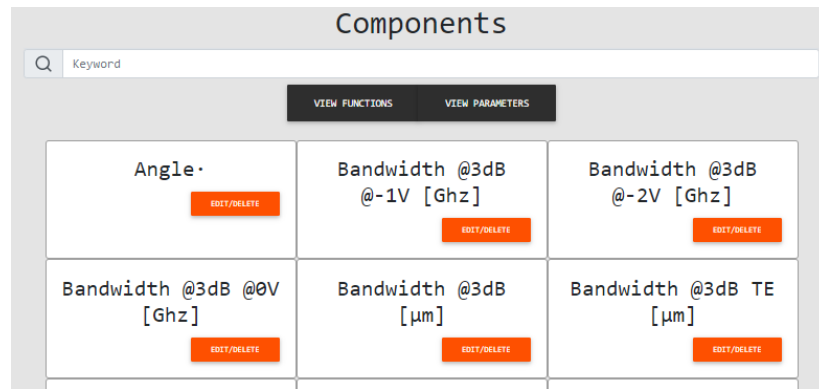 Components
Keyword
VIEW FUNCTIONS VIEW PARAMETERS
Angle·
EDIT/DELETE
Bandwidth @3dB
@-1V [Ghz]
EDIT/DELETE
Bandwidth @3dB
@-2V [Ghz]
EDIT/DELETE
Bandwidth @3dB @0V
[Ghz]
EDIT/DELETE
Bandwidth @3dB
[µm]
EDIT/DELETE
Bandwidth @3dB TE
[µm]
EDIT/DELETE